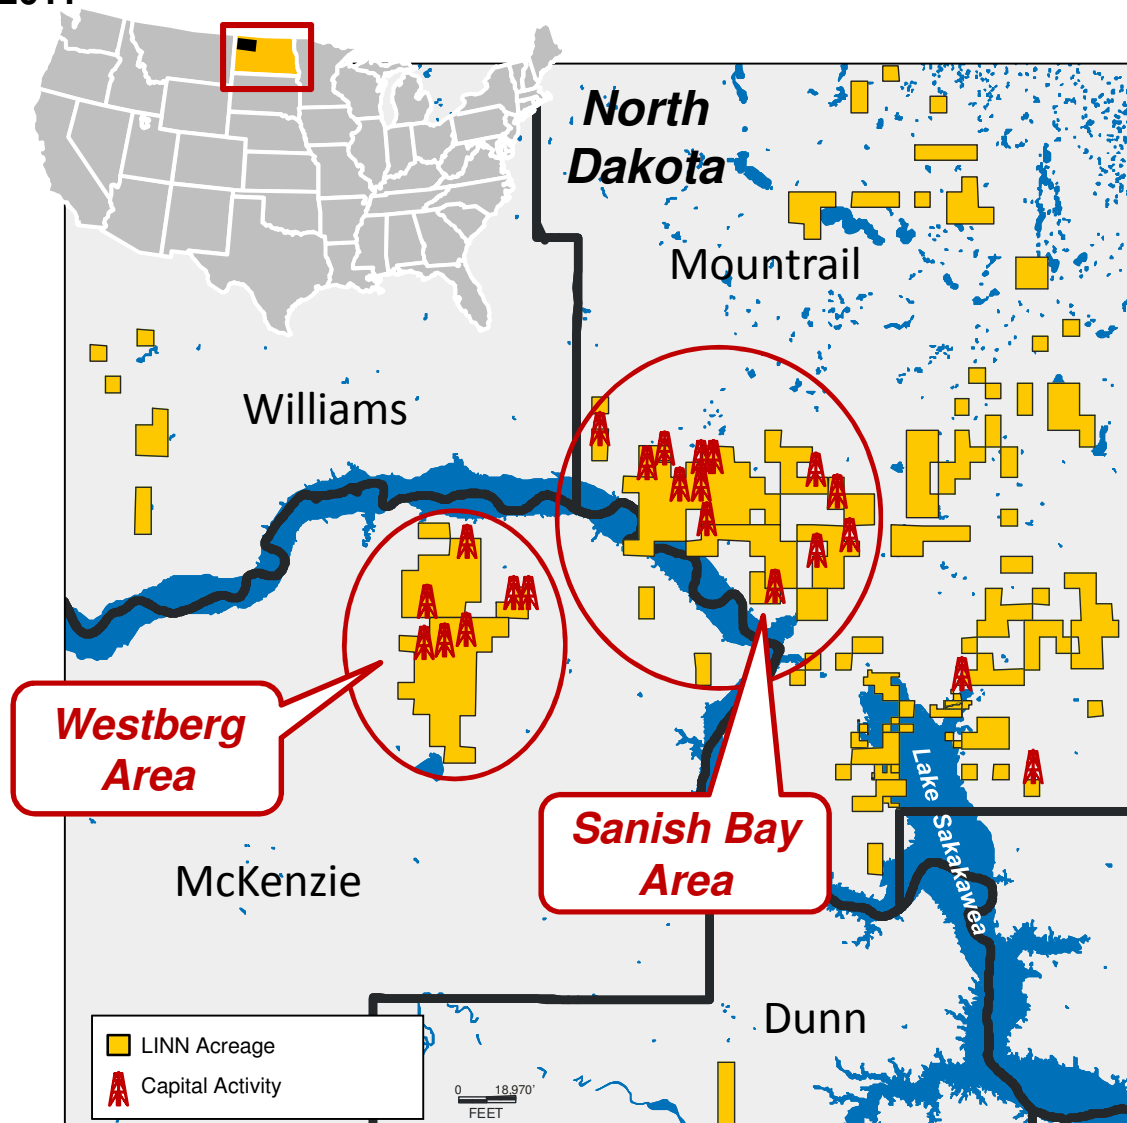 North
Dakota
Mountrail
Williams
Westberg
Area
Sanish Bay
Area
Lake Sakakawea
McKenzie
Dunn
LINN Acreage
Capital Activity
0 18,970'
FEET